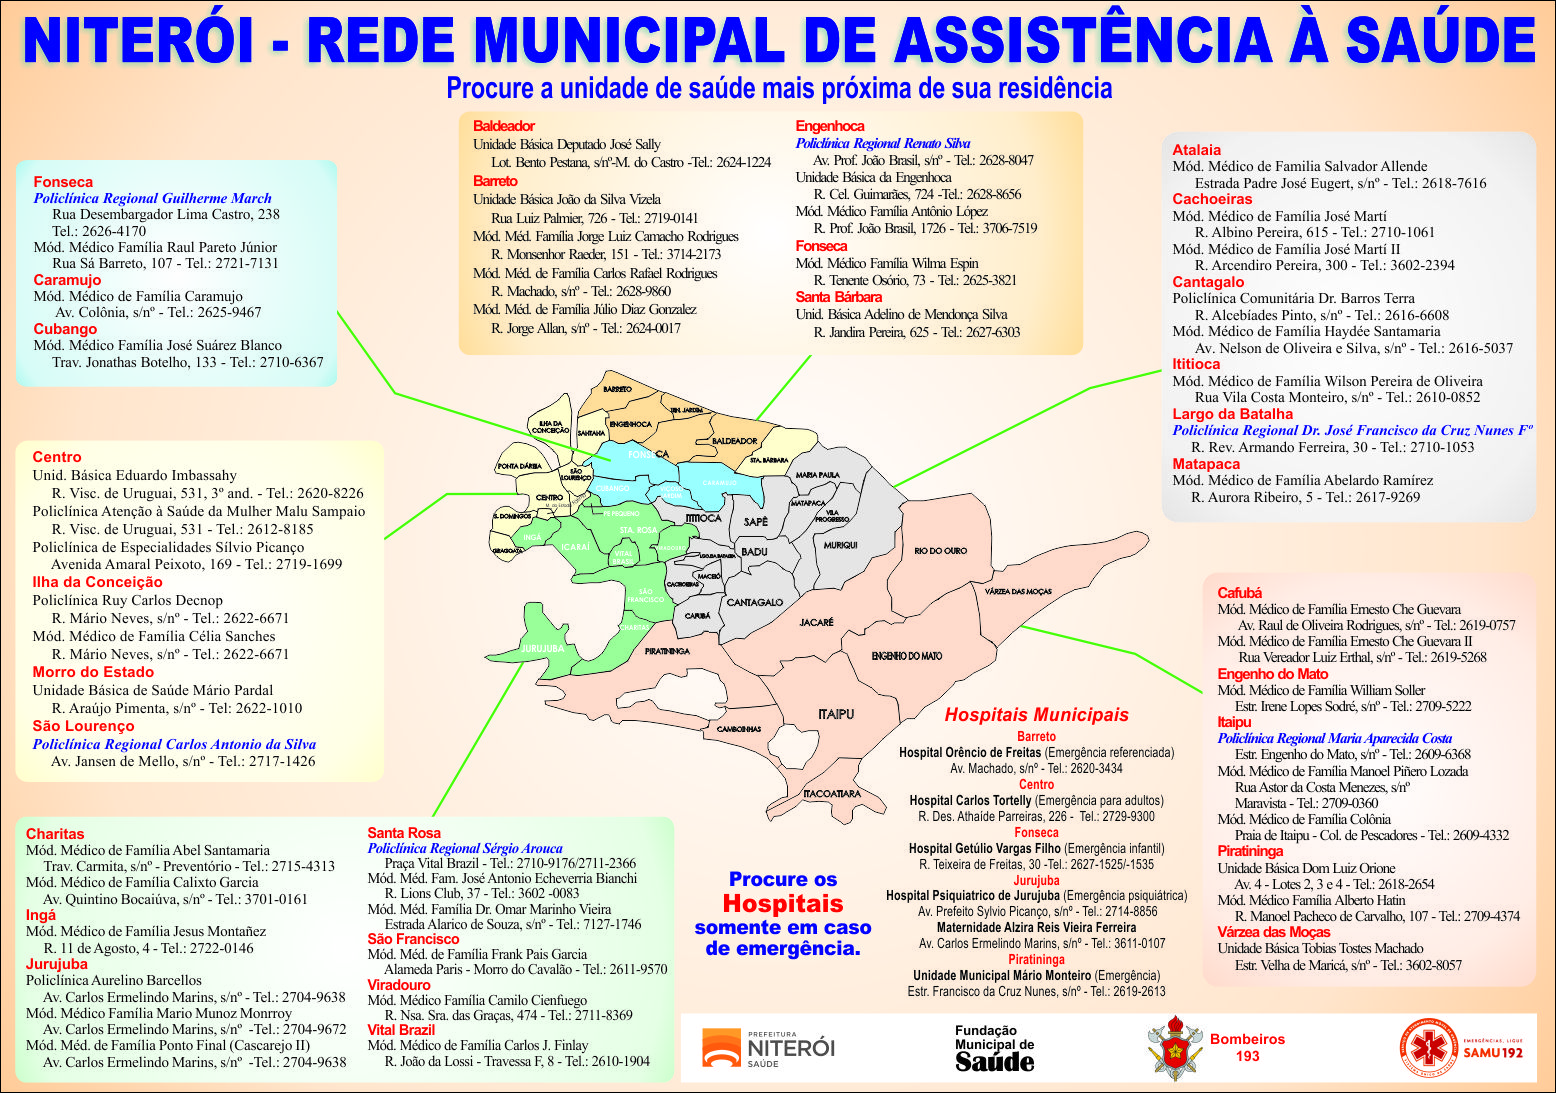 NITERÓI - REDE MUNICIPAL DE ASSISTÊNCIA À SAÚDE
Procure a unidade de saúde mais próxima de sua residência
Fonseca
Policlínica Regional Guilherme March
Rua Desembargador Lima Castro, 238
Tel.: 2626-4170
Mód. Médico Família Raul Pareto Júnior
Rua Sá Barreto, 107 - Tel.: 2721-7131
Caramujo
Mód. Médico de Família Caramujo
Av. Colônia, s/nº - Tel.: 2625-9467
Cubango
Mód. Médico Família José Suárez Blanco
Trav. Jonathas Botelho, 133 - Tel.: 2710-6367
Baldeador
Unidade Básica Deputado José Sally
Lot. Bento Pestana, s/nº-M. do Castro -Tel.: 2624-1224
Barreto
Unidade Básica João da Silva Vizela
Rua Luiz Palmier, 726 - Tel.: 2719-0141
Mód. Méd. Família Jorge Luiz Camacho Rodrigues
R. Monsenhor Raeder, 151 - Tel.: 3714-2173
Mód. Méd. de Família Carlos Rafael Rodrigues
R. Machado, s/nº - Tel.: 2628-9860
Mód. Méd. de Família Júlio Diaz Gonzalez
R. Jorge Allan, s/nº - Tel.: 2624-0017
Engenhoca
Policlínica Regional Renato Silva
Av. Prof. João Brasil, s/nº - Tel.: 2628-8047
Unidade Básica da Engenhoca
R. Cel. Guimarães, 724 -Tel.: 2628-8656
Mód. Médico Família Antônio López
R. Prof. João Brasil, 1726 - Tel.: 3706-7519
Fonseca
Mód. Médico Família Wilma Espin
R. Tenente Osório, 73 - Tel.: 2625-3821
Santa Bárbara
Unid. Básica Adelino de Mendonça Silva
R. Jandira Pereira, 625 - Tel.: 2627-6303
Atalaia
Mód. Médico de Familia Salvador Allende
Estrada Padre José Eugert, s/nº - Tel.: 2618-7616
Cachoeiras
Mód. Médico de Família José Martí
R. Albino Pereira, 615 - Tel.: 2710-1061
Mód. Médico de Família José Martí II
R. Arcendiro Pereira, 300 - Tel.: 3602-2394
Cantagalo
Policlínica Comunitária Dr. Barros Terra
R. Alcebíades Pinto, s/nº - Tel.: 2616-6608
Mód. Médico de Família Haydée Santamaria
Av. Nelson de Oliveira e Silva, s/nº - Tel.: 2616-5037
Ititioca
Mód. Médico de Família Wilson Pereira de Oliveira
Rua Vila Costa Monteiro, s/nº - Tel.: 2610-0852
Largo da Batalha
Policlínica Regional Dr. José Francisco da Cruz Nunes Fº
R. Rev. Armando Ferreira, 30 - Tel.: 2710-1053
Matapaca
Mód. Médico de Família Abelardo Ramírez
R. Aurora Ribeiro, 5 - Tel.: 2617-9269
Centro
Unid. Básica Eduardo Imbassahy
R. Visc. de Uruguai, 531, 3º and. - Tel.: 2620-8226
Policlínica Atenção à Saúde da Mulher Malu Sampaio
R. Visc. de Uruguai, 531 - Tel.: 2612-8185
Policlínica de Especialidades Sílvio Picanço
Avenida Amaral Peixoto, 169 - Tel.: 2719-1699
Ilha da Conceição
Policlínica Ruy Carlos Decnop
R. Mário Neves, s/nº - Tel.: 2622-6671
Mód. Médico de Família Célia Sanches
R. Mário Neves, s/nº - Tel.: 2622-6671
Morro do Estado
Unidade Básica de Saúde Mário Pardal
R. Araújo Pimenta, s/nº - Tel: 2622-1010
São Lourenço
Policlínica Regional Carlos Antonio da Silva
Av. Jansen de Mello, s/nº - Tel.: 2717-1426
BARRETO
TEN. JARDIM
ILHA DA
CONCEIÇÃO
SANTANA
ENGENHOCA
BALDEADOR
FONSECA
STA. BÁRBARA
PONTA D'AREIA
SÃO
LOURENÇO
CUBANGO
CARAMUJO
MARIA PAULA
CENTRO
S. DOMINGOS
GRAGOATÁ
INGÁ
ICARAÍ
STA. ROSA
VITAL
ITITIOCA
SAPÊ
MATAPACA
VILA
PROGRESSO
MURIQUI
BADU
MACEIÓ
CACHOEIRAS
CANTAGALO
CAFUBÁ
SÃO
FRANCISCO
CHARITAS
JURUJUBA
PIRATININGA
JACARÉ
RIO DO OURO
VÁRZEA DAS MOÇAS
ENGENHO DO MATO
ITAIPU
CAMBOINHAS
ITACOATIARA
Cafubá
Mód. Médico de Família Ernesto Che Guevara
Av. Raul de Oliveira Rodrigues, s/nº - Tel.: 2619-0757
Mód. Médico de Família Ernesto Che Guevara II
Rua Vereador Luiz Erthal, s/nº - Tel.: 2619-5268
Engenho do Mato
Mód. Médico de Família William Soller
Estr. Irene Lopes Sodré, s/nº - Tel.: 2709-5222
Itaipu
Policlínica Regional Maria Aparecida Costa
Estr. Engenho do Mato, s/nº - Tel.: 2609-6368
Mód. Médico de Família Manoel Piñero Lozada
Rua Astor da Costa Menezes, s/nº
Maravista - Tel.: 2709-0360
Mód. Médico de Família Colônia
Praia de Itaipu - Col. de Pescadores - Tel.: 2609-4332
Piratininga
Unidade Básica Dom Luiz Orione
Av. 4 - Lotes 2, 3 e 4 - Tel.: 2618-2654
Mód. Médico Família Alberto Hatin
R. Manoel Pacheco de Carvalho, 107 - Tel.: 2709-4374
Várzea das Moças
Unidade Básica Tobias Tostes Machado
Estr. Velha de Maricá, s/nº - Tel.: 3602-8057
Hospitais Municipais
Barreto
Hospital Orêncio de Freitas (Emergência referenciada)
Av. Machado, s/nº - Tel.: 2620-3434
Centro
Hospital Carlos Tortelly (Emergência para adultos)
R. Des. Athaíde Parreiras, 226 - Tel.: 2729-9300
Fonseca
Hospital Getúlio Vargas Filho (Emergência infantil)
R. Teixeira de Freitas, 30 -Tel.: 2627-1525/-1535
Jurujuba
Hospital Psiquiatrico de Jurujuba (Emergência psiquiátrica)
Av. Prefeito Sylvio Picanço, s/nº - Tel.: 2714-8856
Maternidade Alzira Reis Vieira Ferreira
Av. Carlos Ermelindo Marins, s/nº - Tel.: 3611-0107
Piratininga
Unidade Municipal Mário Monteiro (Emergência)
Estr. Francisco da Cruz Nunes, s/nº - Tel.: 2619-2613
Procure os
Hospitais
somente em caso
de emergência.
Charitas
Mód. Médico de Família Abel Santamaria
Trav. Carmita, s/nº - Preventório - Tel.: 2715-4313
Mód. Médico de Família Calixto Garcia
Av. Quintino Bocaiúva, s/nº - Tel.: 3701-0161
Ingá
Mód. Médico de Família Jesus Montañez
R. 11 de Agosto, 4 - Tel.: 2722-0146
Jurujuba
Policlínica Aurelino Barcellos
Av. Carlos Ermelindo Marins, s/nº - Tel.: 2704-9638
Mód. Médico Família Mario Munoz Monrroy
Av. Carlos Ermelindo Marins, s/nº -Tel.: 2704-9672
Mód. Méd. de Família Ponto Final (Cascarejo II)
Av. Carlos Ermelindo Marins, s/nº -Tel.: 2704-9638
Santa Rosa
Policlínica Regional Sérgio Arouca
Praça Vital Brazil - Tel.: 2710-9176/2711-2366
Mód. Méd. Fam. José Antonio Echeverria Bianchi
R. Lions Club, 37 - Tel.: 3602 -0083
Mód. Méd. Família Dr. Omar Marinho Vieira
Estrada Alarico de Souza, s/nº - Tel.: 7127-1746
São Francisco
Mód. Méd. de Família Frank Pais Garcia
Alameda Paris - Morro do Cavalão - Tel.: 2611-9570
Viradouro
Mód. Médico Família Camilo Cienfuego
R. Nsa. Sra. das Graças, 474 - Tel.: 2711-8369
Vital Brazil
Mód. Médico de Família Carlos J. Finlay
R. João da Lossi - Travessa F, 8 - Tel.: 2610-1904
PREFEITURA
NITERÓI
SAÚDE
Fundação
Municipal de
Saúde
Bombeiros
193
EMERGÊNCIAS, LIGUE
SAMU192